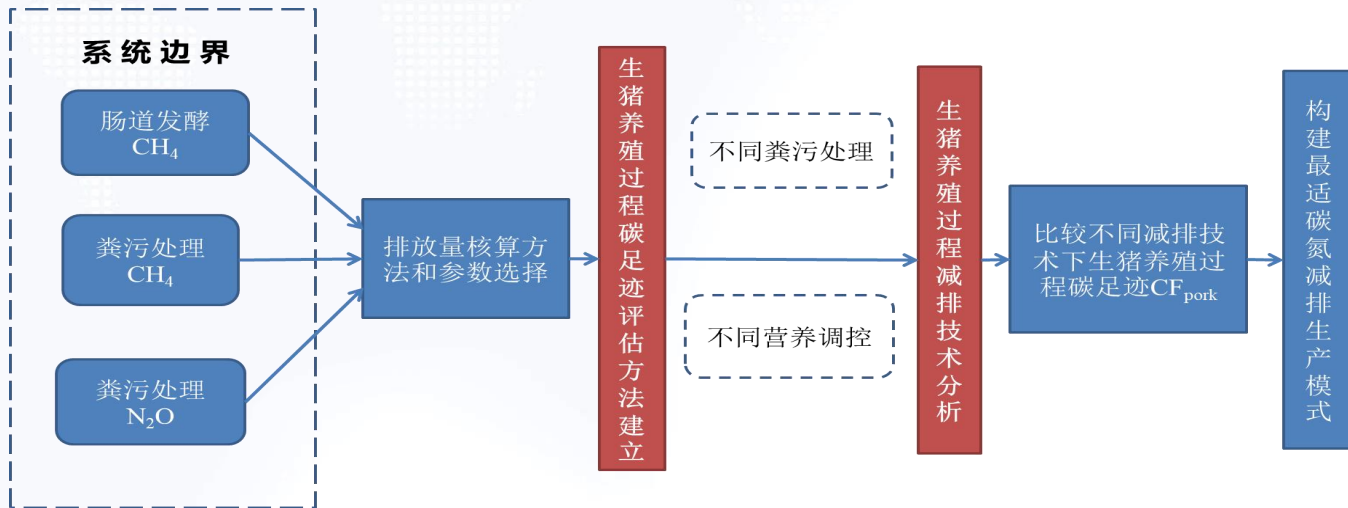 系统边界
肠道发酵
CH₄
粪污处理
CH₄
粪污处理
N₂O
排放量核算方
法和参数选择
生猪养殖过程碳足迹评估方法建立
不同粪污处理
不同营养调控
生猪养殖过程减排技术分析
比较不同减排技
术下生猪养殖过
程碳足迹CFpork
构建最适碳氮减排生产模式